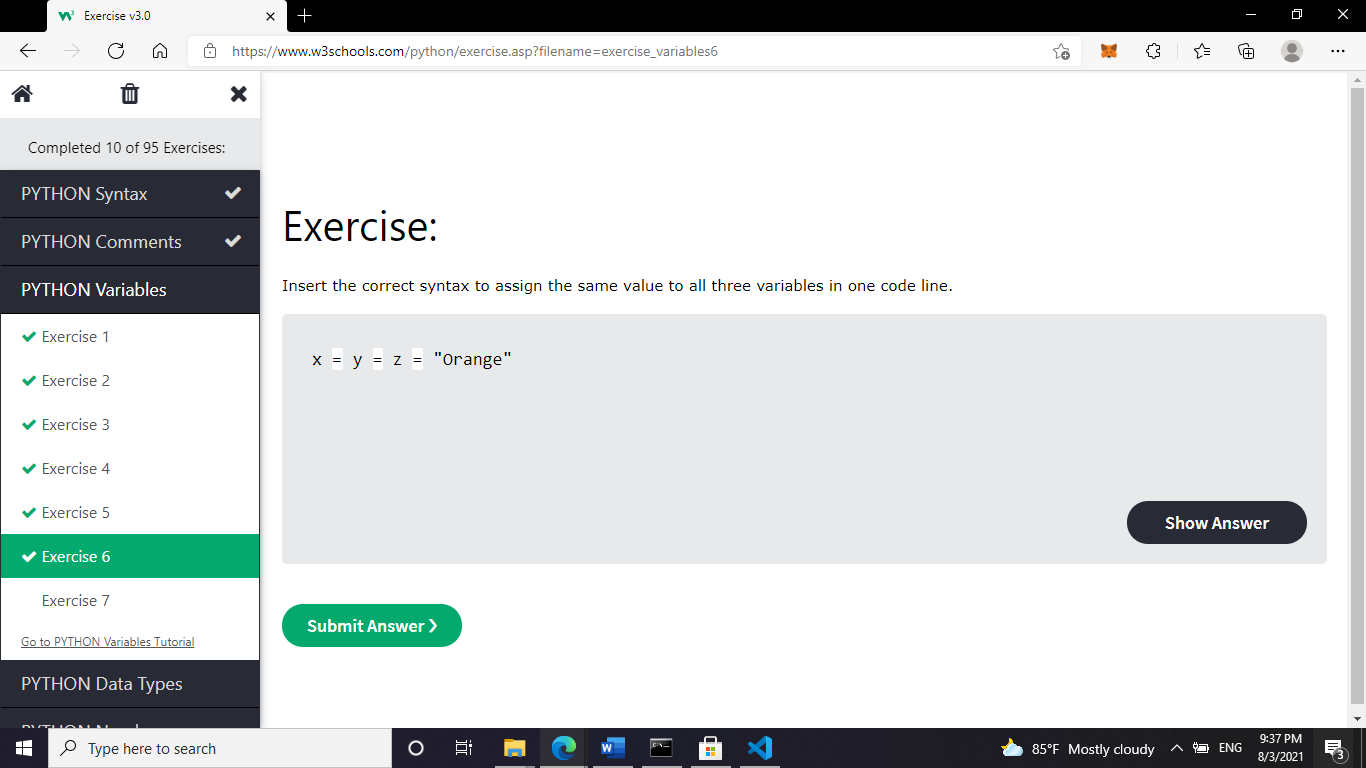 Exercise v3.0
https://www.w3schools.com/python/exercise.asp?filename=exercise_variables6
Completed 10 of 95 Exercises:
PYTHON Syntax
PYTHON Comments
PYTHON Variables
Exercise 1
Exercise 2
Exercise 3
Exercise 4
Exercise 5
Exercise 6
Exercise 7
Go to PYTHON Variables Tutorial
PYTHON Data Types
Exercise:
Insert the correct syntax to assign the same value to all three variables in one code line.
x = y = z = "Orange"
Show Answer
Submit Answer ❯
Type here to search
85°F Mostly cloudy
ENG
9:37 PM
8/3/2021
3